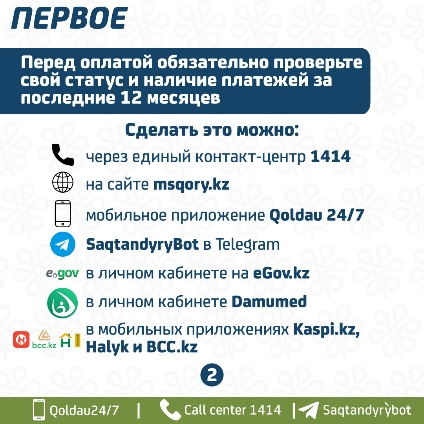 ПЕРВОЕ
Перед оплатой обязательно проверьте
свой статус и наличие платежей за
последние 12 месяцев
Сделать это можно:
через единый контакт-центр 1414
на сайте msqory.kz
мобильное приложение Qoldau 24/7
SaqtandyryBot в Telegram
egov в личном кабинете на eGov.kz
в личном кабинете Damumed
в мобильных приложениях Kaspi.kz,
bcc.kz Halyk и BCC.kz
2
Qoldau24/7 | Call center 1414 | Saqtandyrybot